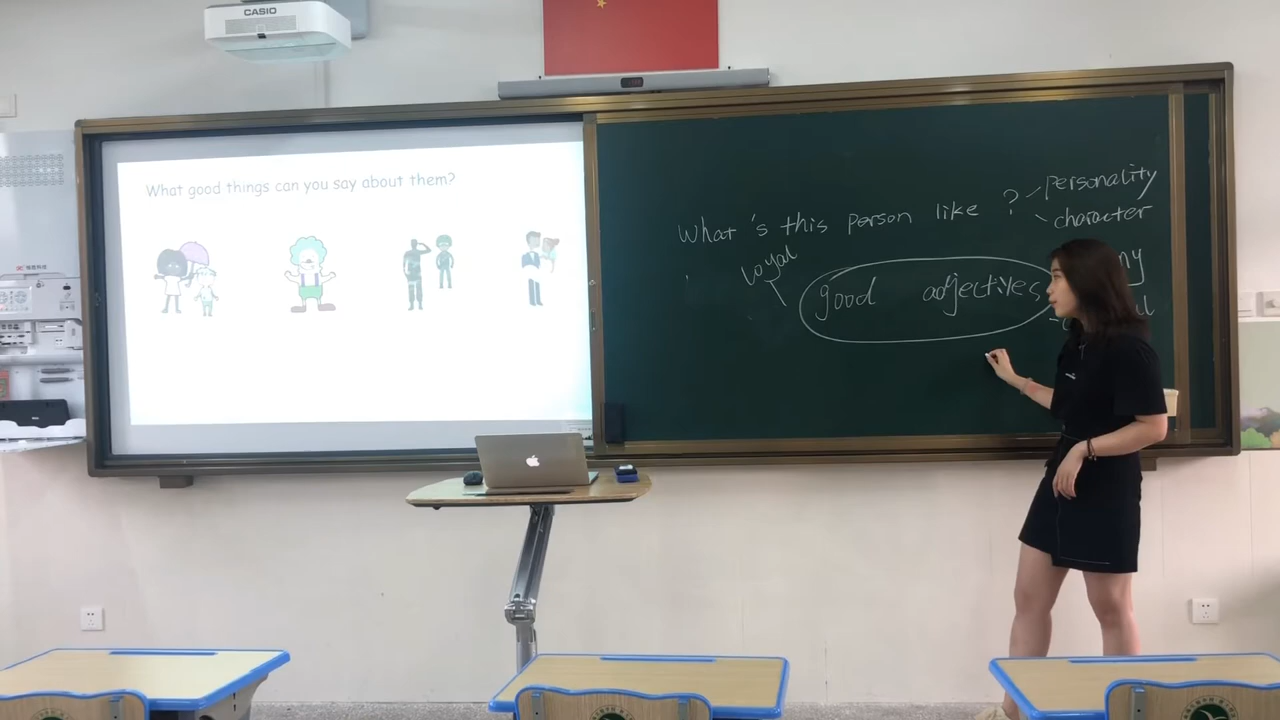 CASIO
What good things can you say about them?
What's this person like ?
personality
character
loyal
good adjectives